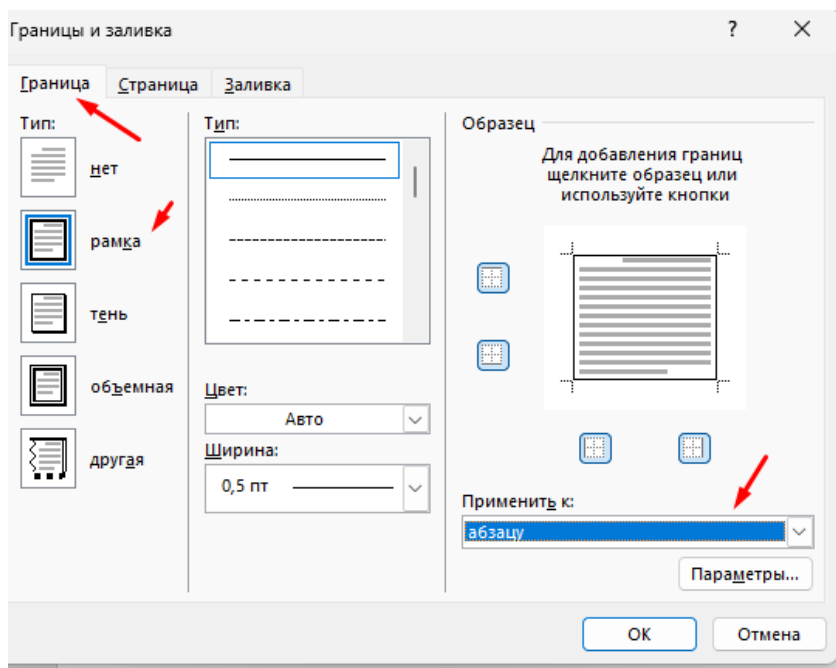 Границы и заливка
?
Граница Страница Заливка
Тип:
нет
рамка
тень
объемная
другая
Тип:
Цвет:
Авто
Ширина:
0,5 пт
Образец
Для добавления границ
щелкните образец или
используйте кнопки
Применить к:
абзацу
Параметры...
ОК Отмена